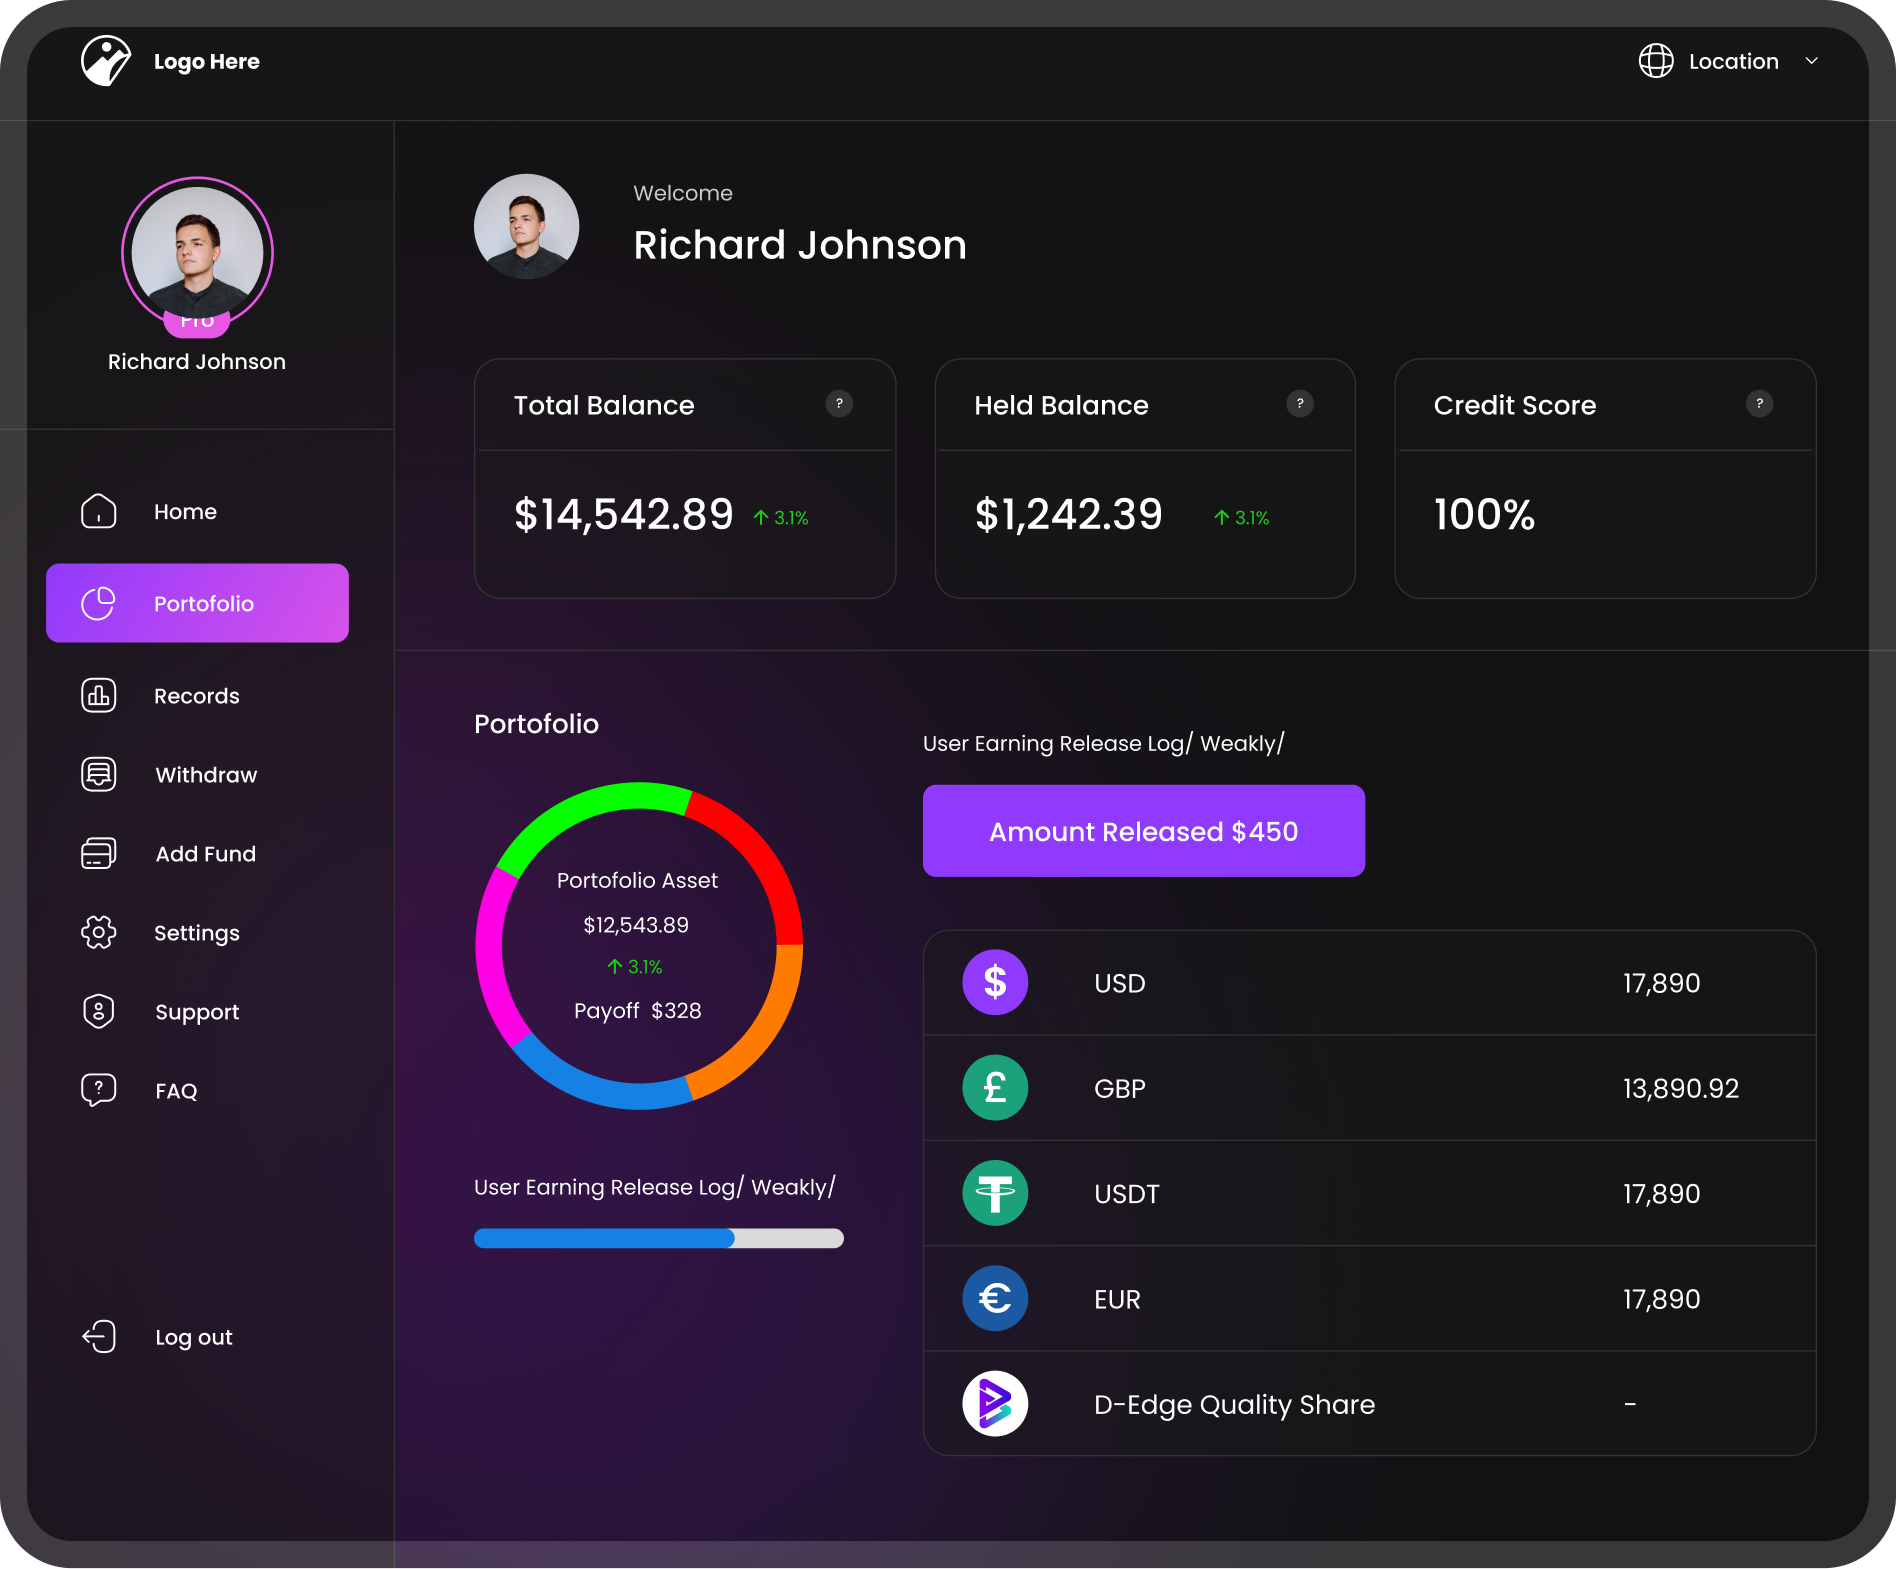 Logo Here
Location
Pro
Richard Johnson
Home
Portofolio
Records
Withdraw
Add Fund
Settings
Support
FAQ
Log out
Welcome
Richard Johnson
Total Balance ?
$14,542.89 ↑ 3.1%
Held Balance ?
$1,242.39 ↑ 3.1%
Credit Score ?
100%
Portofolio
Portofolio Asset
$12,543.89
↑ 3.1%
Payoff $328
User Earning Release Log/ Weakly/
User Earning Release Log/ Weakly/
Amount Released $450
$ USD 17,890
£ GBP 13,890.92
USDT 17,890
€ EUR 17,890
D-Edge Quality Share -